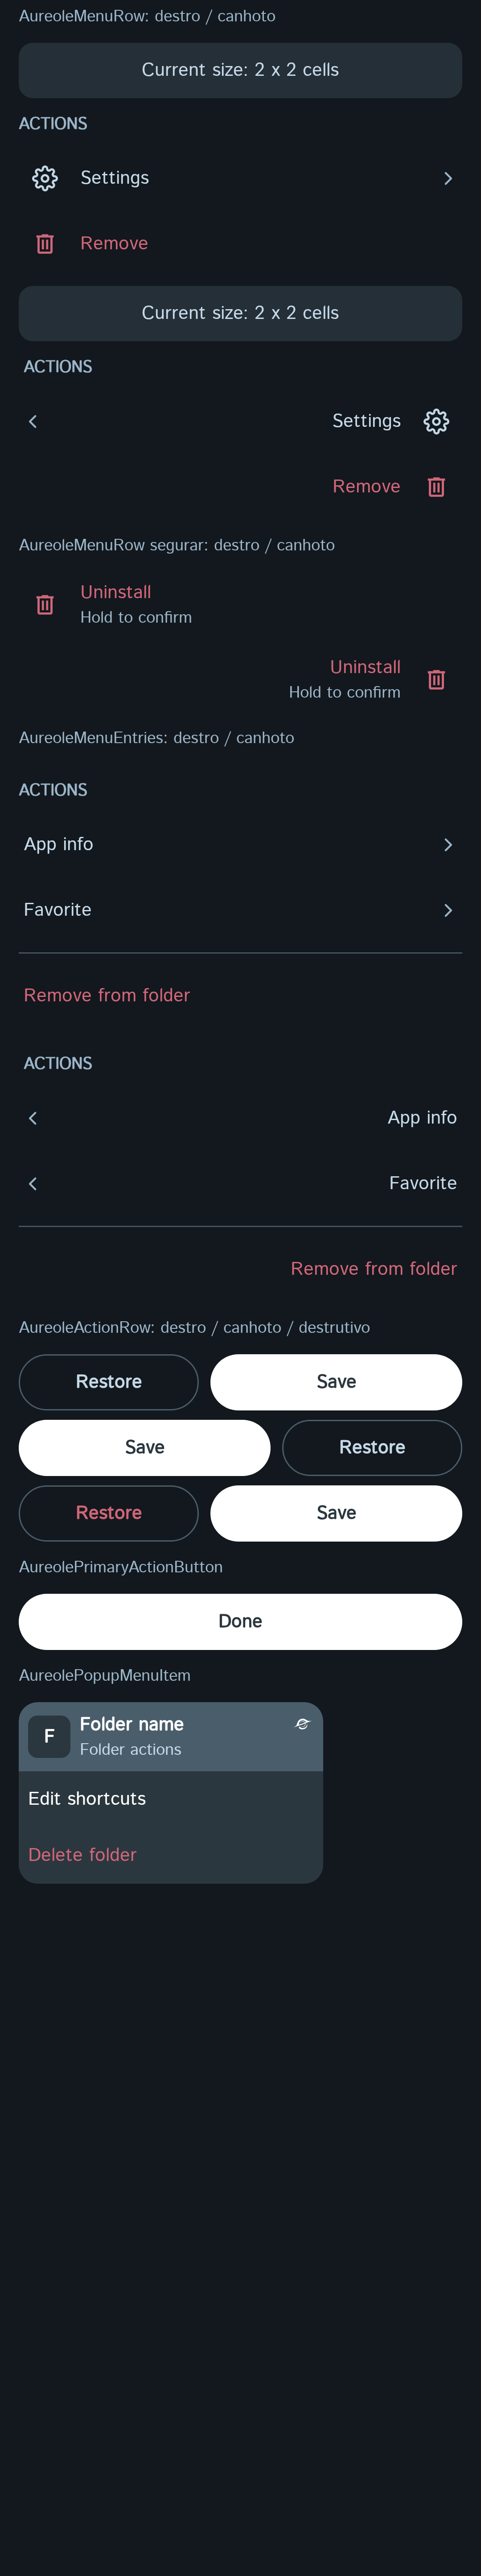 AureoleMenuRow: destro / canhoto
Current size: 2 x 2 cells
ACTIONS
Settings
Remove
Current size: 2 x 2 cells
ACTIONS
Settings
Remove
AureoleMenuRow segurar: destro / canhoto
Uninstall
Hold to confirm
Uninstall
Hold to confirm
AureoleMenuEntries: destro / canhoto
ACTIONS
App info
Favorite
Remove from folder
ACTIONS
App info
Favorite
Remove from folder
AureoleActionRow: destro / canhoto / destrutivo
Restore Save
Save Restore
Restore Save
AureolePrimaryActionButton
Done
AureolePopupMenuItem
F Folder name
Folder actions
Edit shortcuts
Delete folder